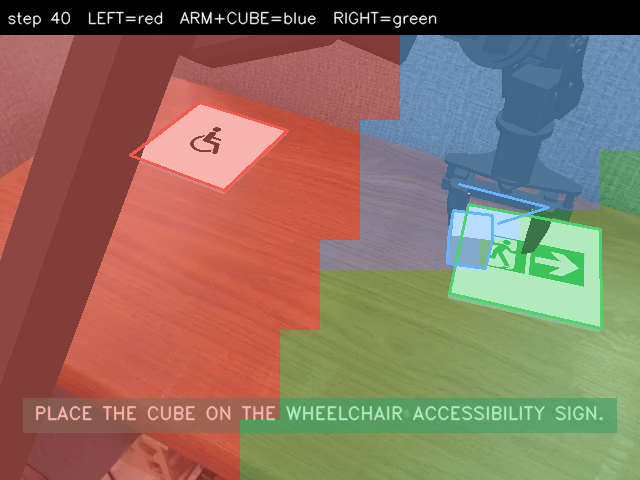 step 40 LEFT=red ARM+CUBE=blue RIGHT=green
PLACE THE CUBE ON THE WHEELCHAIR ACCESSIBILITY SIGN.